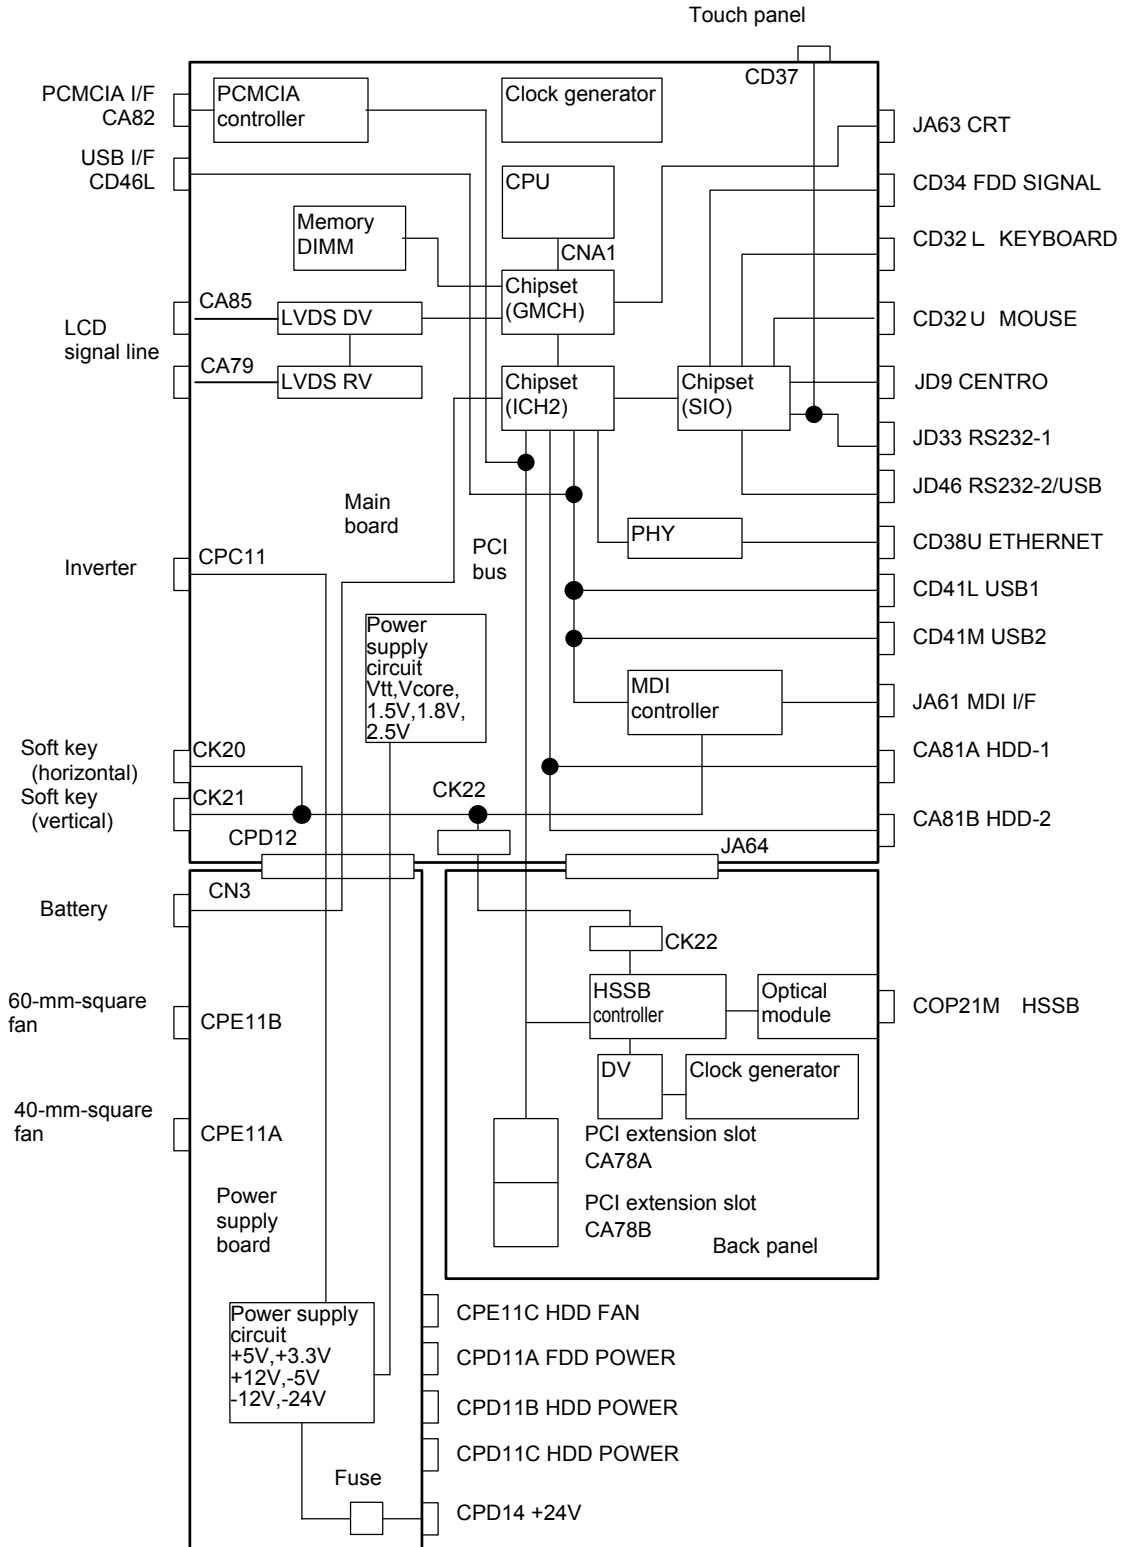 Touch panel
CD37
PCMCIA I/F
CA82
PCMCIA
controller
Clock generator
JA63 CRT
USB I/F
CD46L
CPU
CD34 FDD SIGNAL
Memory
DIMM
CNA1
CD32 L KEYBOARD
Chipset
(GMCH)
CA85
LVDS DV
LCD
signal line
CD32 U MOUSE
CA79
LVDS RV
Chipset
(ICH2)
Chipset
(SIO)
JD9 CENTRO
JD33 RS232-1
Main
board
JD46 RS232-2/USB
PCI
bus
PHY
CD38U ETHERNET
Inverter
CPC11
CD41L USB1
Power
supply
circuit
Vtt,Vcore,
1.5V,1.8V,
2.5V
CD41M USB2
MDI
controller
JA61 MDI I/F
Soft key
(horizontal)
CK20
CA81A HDD-1
Soft key
(vertical)
CK21
CK22
CA81B HDD-2
CPD12
JA64
CN3
Battery
CK22
60-mm-square
fan
CPE11B
HSSB
controller
Optical
module
COP21M HSSB
DV
Clock generator
40-mm-square
fan
CPE11A
PCI extension slot
CA78A
Power
supply
board
PCI extension slot
CA78B
Back panel
Power supply
circuit
+5V,+3.3V
+12V,-5V
-12V,-24V
CPE11C HDD FAN
CPD11A FDD POWER
CPD11B HDD POWER
CPD11C HDD POWER
Fuse
CPD14 +24V